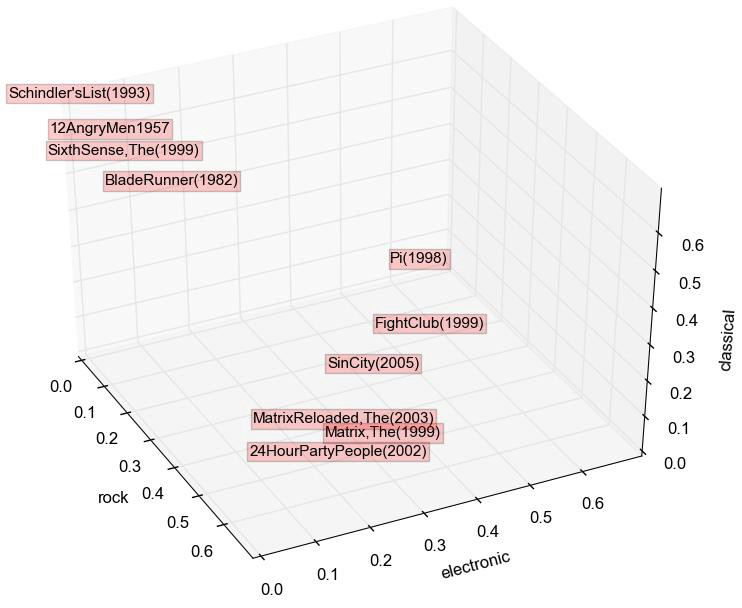 Schindler'sList(1993)
12AngryMen1957
SixthSense,The(1999)
BladeRunner(1982)
Pi(1998)
FightClub(1999)
SinCity(2005)
MatrixReloaded,The(2003)
Matrix,The(1999)
24HourPartyPeople(2002)
0.0
0.1
0.2
0.3
0.4
0.5
0.6
rock
0.0
0.1
0.2
0.3
0.4
0.5
0.6
electronic
0.6
0.5
0.4
0.3
0.2
0.1
0.0
classical